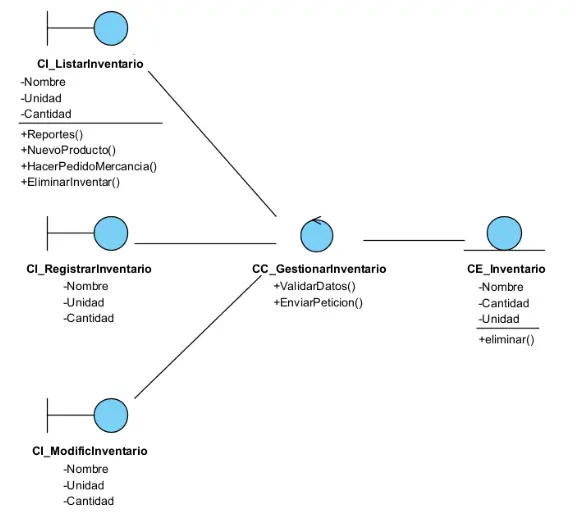 CI_ListarInventario
-Nombre
-Unidad
-Cantidad
+Reportes()
+NuevoProducto()
+HacerPedidoMercancia()
+EliminarInventar()
CI_RegistrarInventario
-Nombre
-Unidad
-Cantidad
CC_GestionarInventario
+ValidarDatos()
+EnviarPeticion()
CE_Inventario
-Nombre
-Cantidad
-Unidad
+eliminar()
CI_ModificInventario
-Nombre
-Unidad
-Cantidad